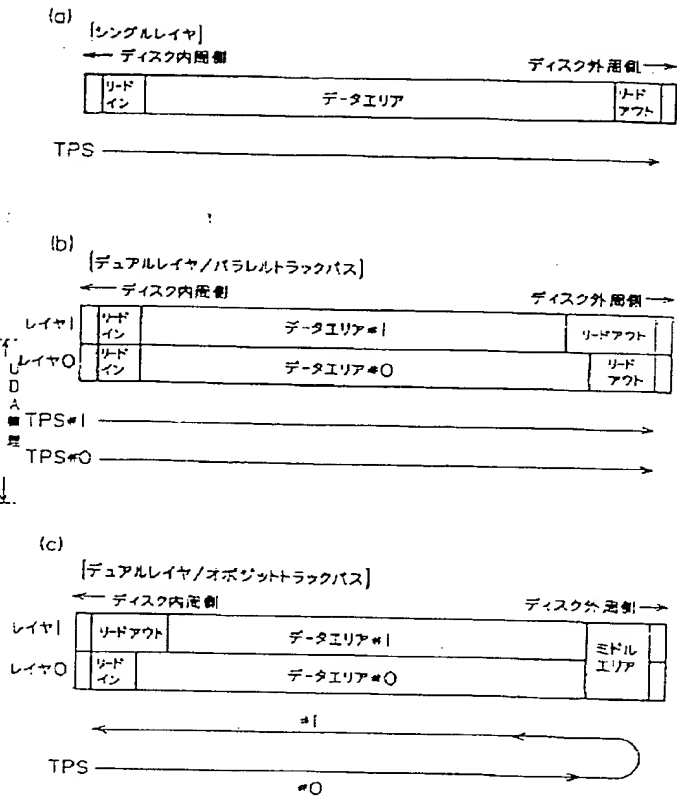 (a)
[シングルレイヤ]
← ディスク内周側
ディスク外周側 →
リード
イン
データエリア
リード
アウト
TPS
(b)
[デュアルレイヤ/パラレルトラックパス]
← ディスク内周側
ディスク外周側 →
レイヤ1
リード
イン
データエリア#1
リードアウト
レイヤ0
リード
イン
データエリア#0
リード
アウト
DA管理
TPS#1
TPS#0
(c)
[デュアルレイヤ/オポジットトラックパス]
← ディスク内周側
ディスク外周側 →
レイヤ1
リードアウト
データエリア#1
ミドル
エリア
レイヤ0
リード
イン
データエリア#0
#1
TPS
#0